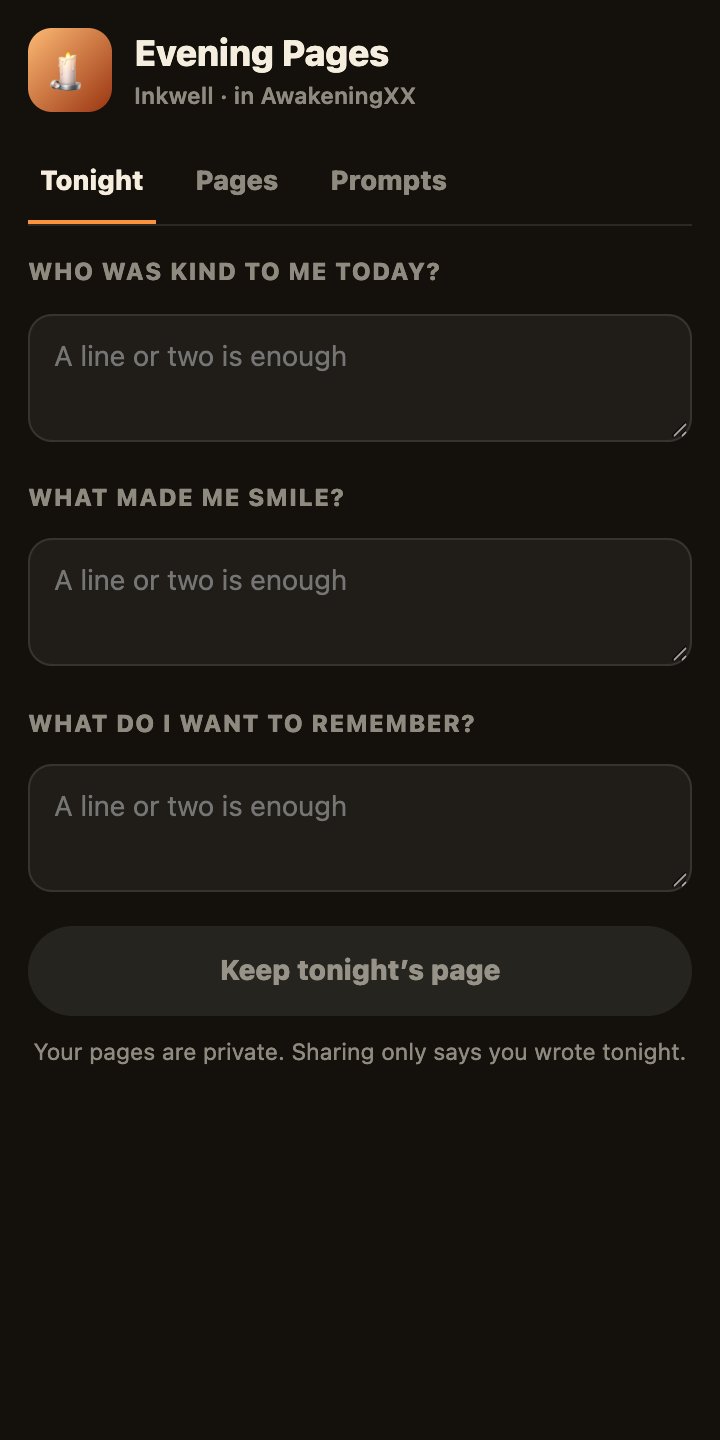 Evening Pages
Inkwell · in AwakeningXX
Tonight Pages Prompts
WHO WAS KIND TO ME TODAY?
A line or two is enough
WHAT MADE ME SMILE?
A line or two is enough
WHAT DO I WANT TO REMEMBER?
A line or two is enough
Keep tonight’s page
Your pages are private. Sharing only says you wrote tonight.